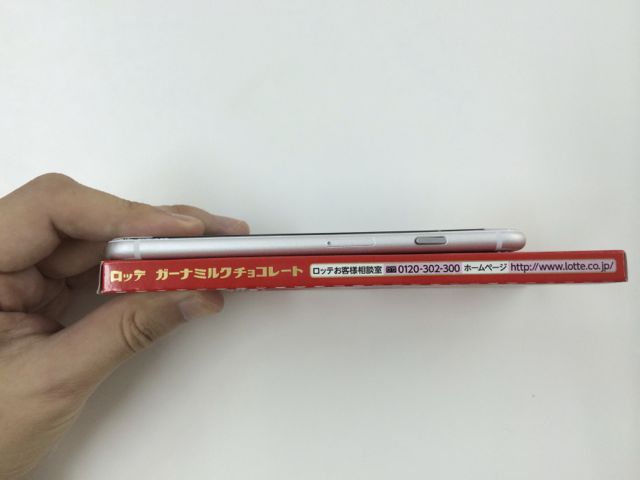 ロッテ ガーナミルクチョコレート ロッテお客様相談室 0120-302-300 ホームページ http://www.lotte.co.jp/